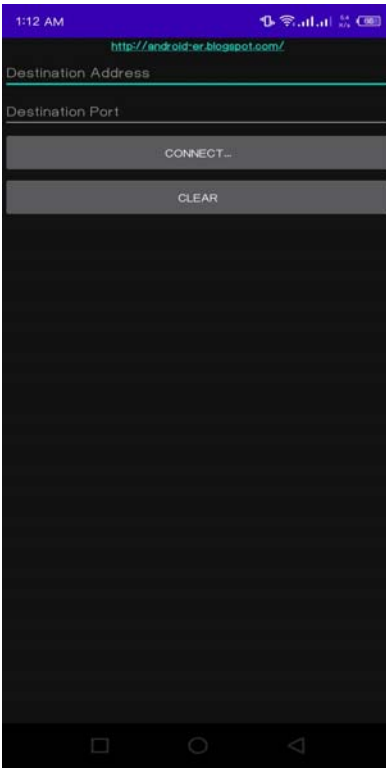 1:12 AM
http://android-er.blogspot.com/
Destination Address
Destination Port
CONNECT...
CLEAR